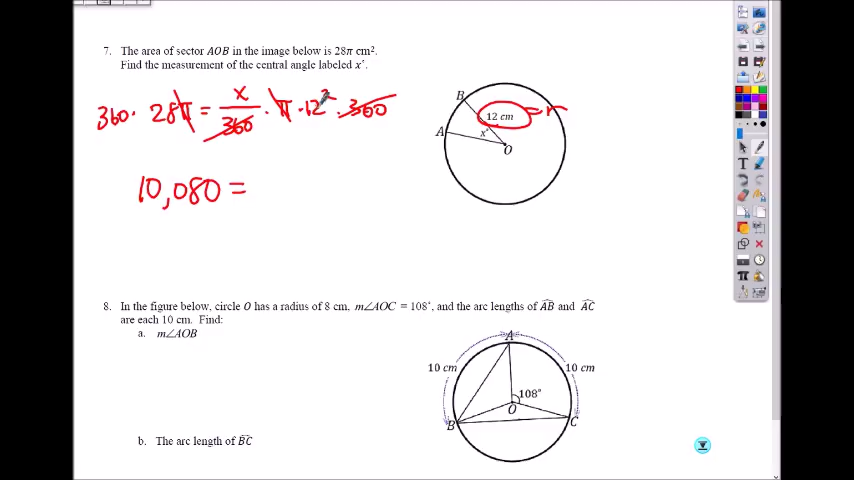 7. The area of sector AOB in the image below is 28π cm².
Find the measurement of the central angle labeled x°.
360 · 28π = x/360 · π · 12² · 360
10,080 =
B
12 cm = r
A
x°
O
8. In the figure below, circle O has a radius of 8 cm, m∠AOC = 108°, and the arc lengths of A͡B and A͡C
are each 10 cm. Find:
a. m∠AOB
A
10 cm
10 cm
108°
O
B
C
b. The arc length of B͡C